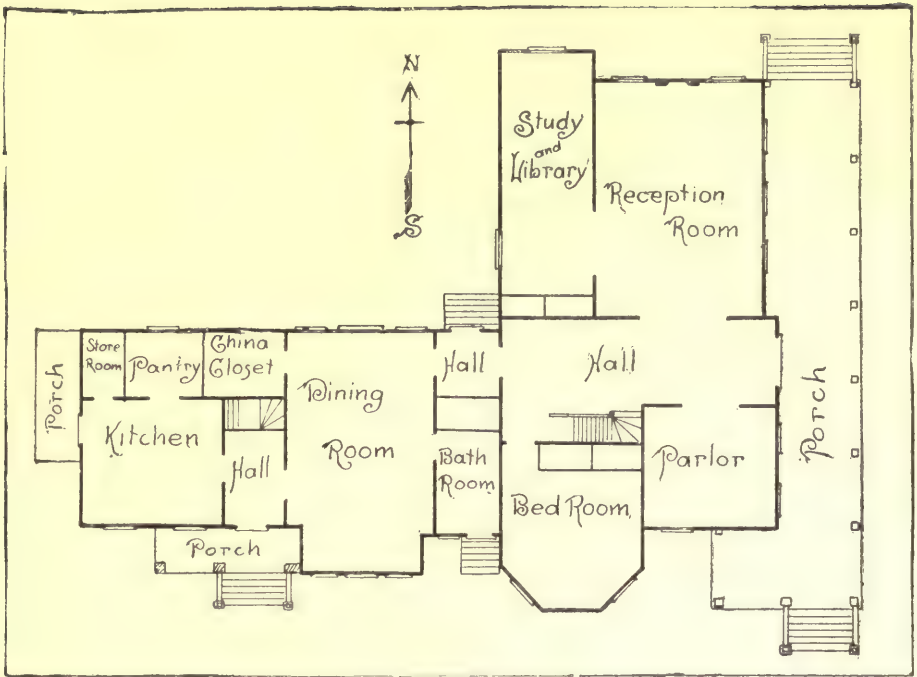 N
S
Study
and
Library
Reception
Room
Store
Room
Pantry
China
Closet
Hall
Hall
Porch
Dining
Room
Kitchen
Hall
Bath
Room
Parlor
Porch
Bed Room
Porch